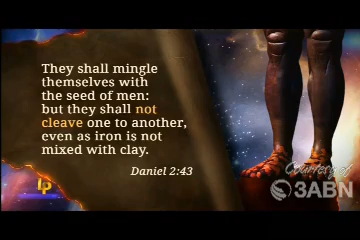 They shall mingle
themselves with
the seed of men:
but they shall not
cleave one to another,
even as iron is not
mixed with clay.
Daniel 2:43
LP
Courtesy of
3ABN